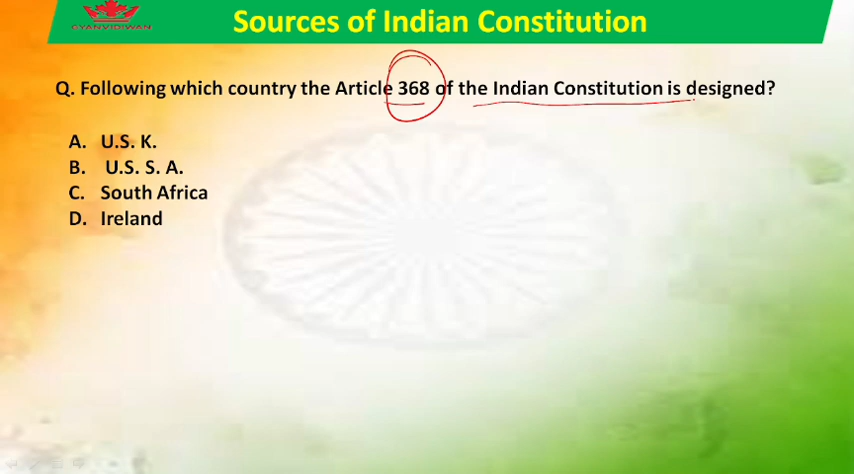 Sources of Indian Constitution
GYANVIDWAN
Q. Following which country the Article 368 of the Indian Constitution is designed?
A. U.S. K.
B. U.S. S. A.
C. South Africa
D. Ireland